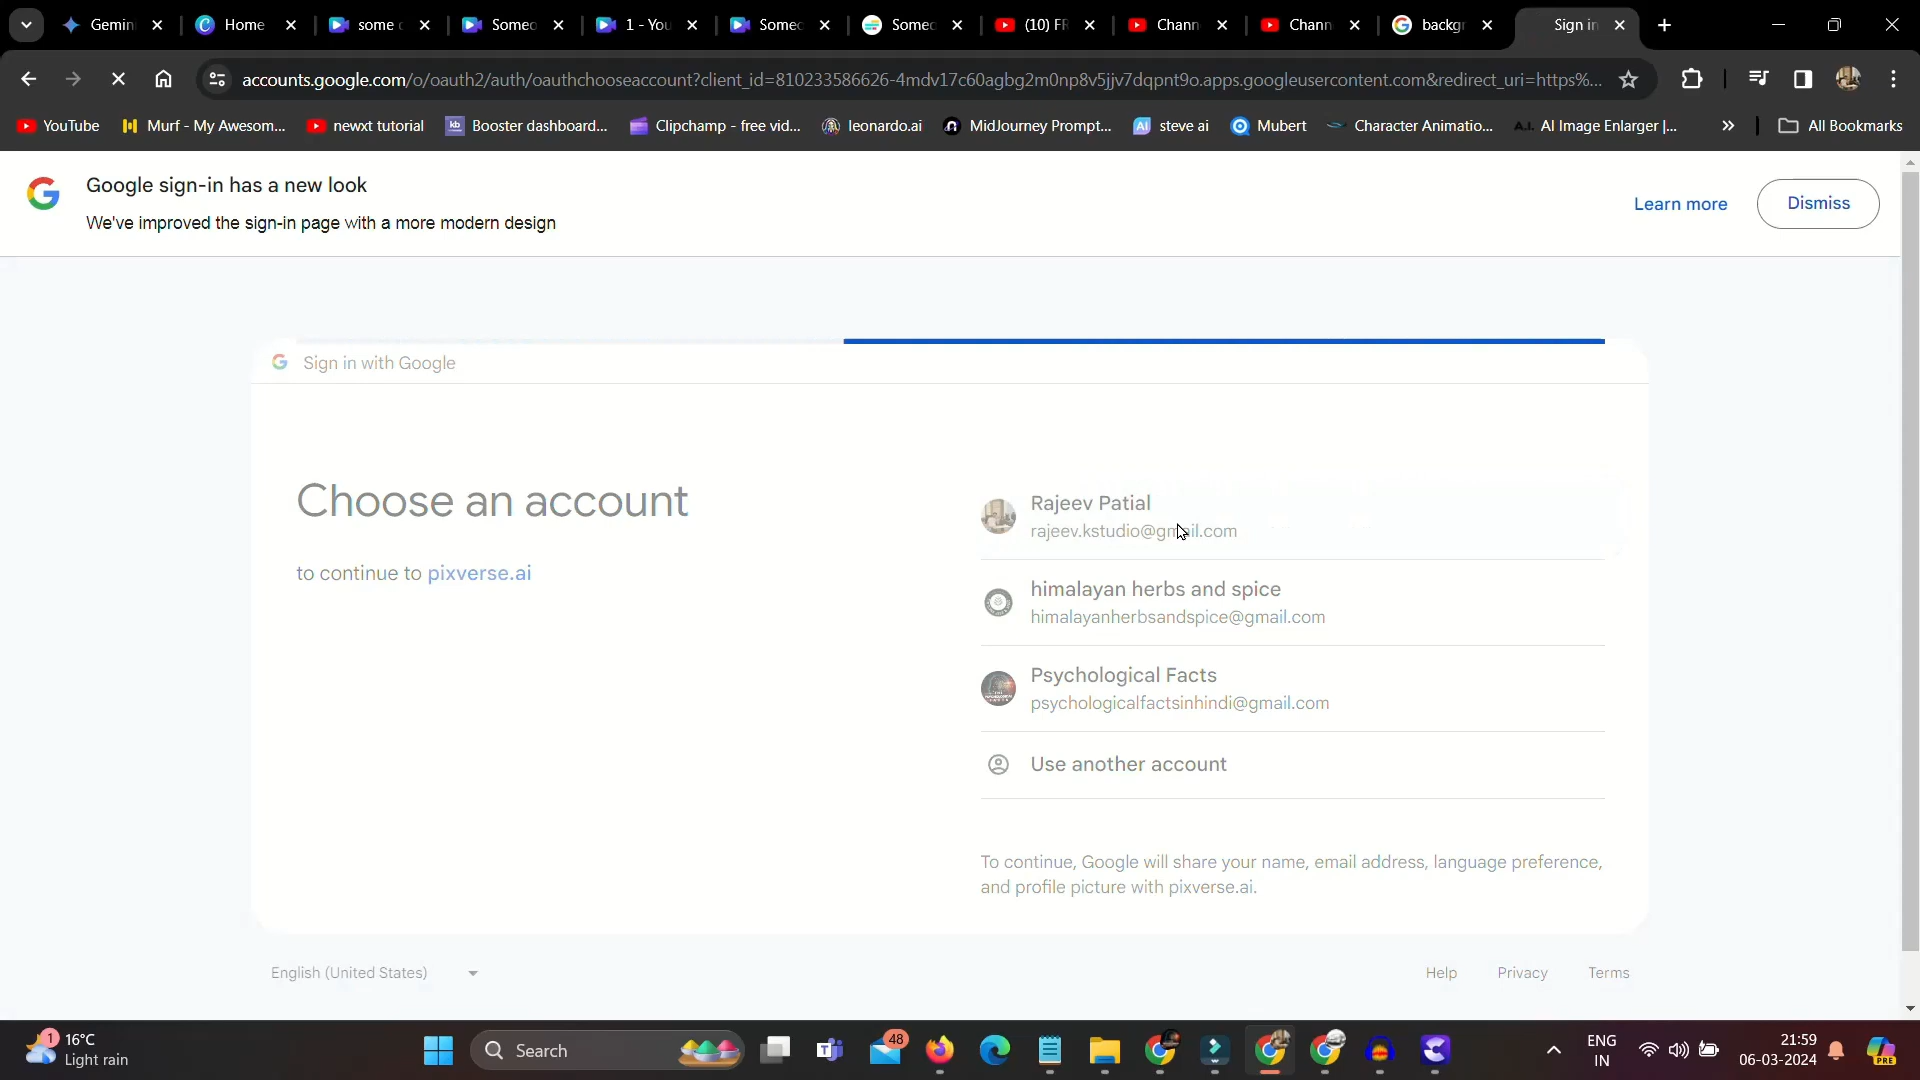 Gemin
Home
some c
Someo
1 - You
Someo
Someo
(10) FR
Chann
Chann
backgr
Sign in
accounts.google.com/o/oauth2/auth/oauthchooseaccount?client_id=810233586626-4mdv17c60agbg2m0np8v5jjv7dqpnt9o.apps.googleusercontent.com&redirect_uri=https%...
YouTube
Murf - My Awesom...
newxt tutorial
kb Booster dashboard...
Clipchamp - free vid...
leonardo.ai
MidJourney Prompt...
AI steve ai
Mubert
Character Animatio...
A.I. AI Image Enlarger |...
All Bookmarks
Google sign-in has a new look
We've improved the sign-in page with a more modern design
Learn more
Dismiss
Sign in with Google
Choose an account
to continue to pixverse.ai
Rajeev Patial
rajeev.kstudio@gmail.com
himalayan herbs and spice
himalayanherbsandspice@gmail.com
Psychological Facts
psychologicalfactsinhindi@gmail.com
Use another account
To continue, Google will share your name, email address, language preference,
and profile picture with pixverse.ai.
English (United States)
Help
Privacy
Terms
1
16°C
Light rain
Search
48
ENG
IN
21:59
06-03-2024
PRE